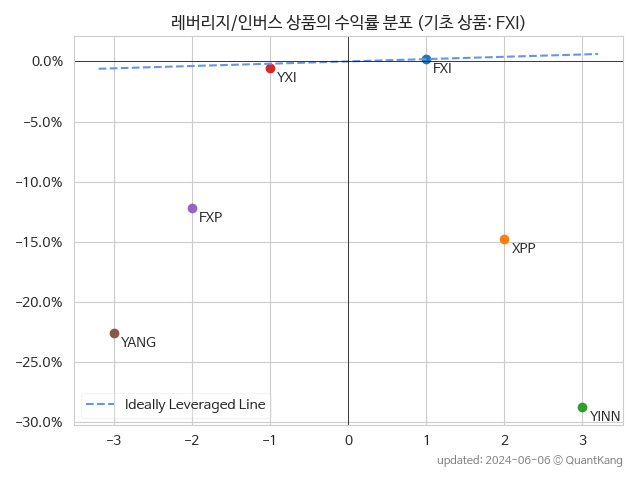 레버리지/인버스 상품의 수익률 분포 (기초 상품: FXI)
0.0%
-5.0%
-10.0%
-15.0%
-20.0%
-25.0%
-30.0%
YXI
FXI
FXP
XPP
YANG
YINN
Ideally Leveraged Line
-3
-2
-1
0
1
2
3
updated: 2024-06-06 © QuantKang